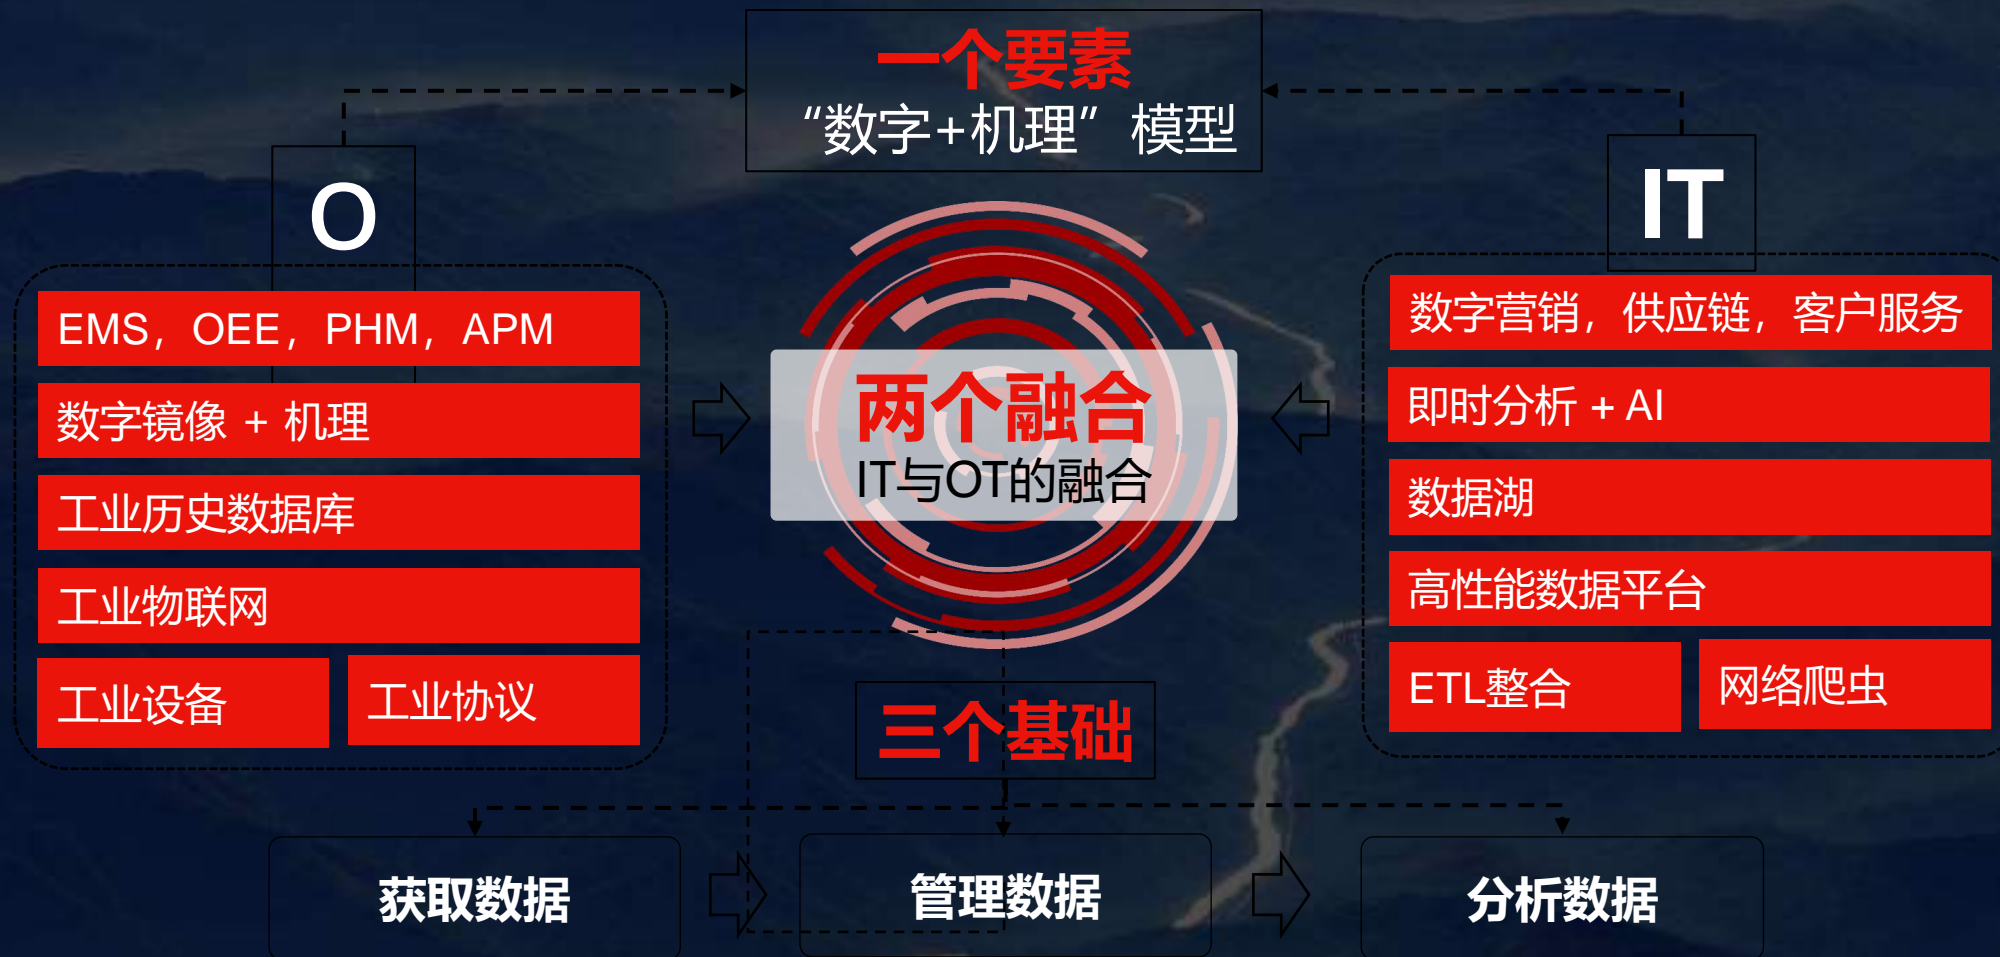 一个要素
“数字+机理”模型
O
EMS，OEE，PHM，APM
数字镜像 + 机理
工业历史数据库
工业物联网
工业设备
工业协议
两个融合
IT与OT的融合
IT
数字营销，供应链，客户服务
即时分析 + AI
数据湖
高性能数据平台
ETL整合
网络爬虫
三个基础
获取数据
管理数据
分析数据